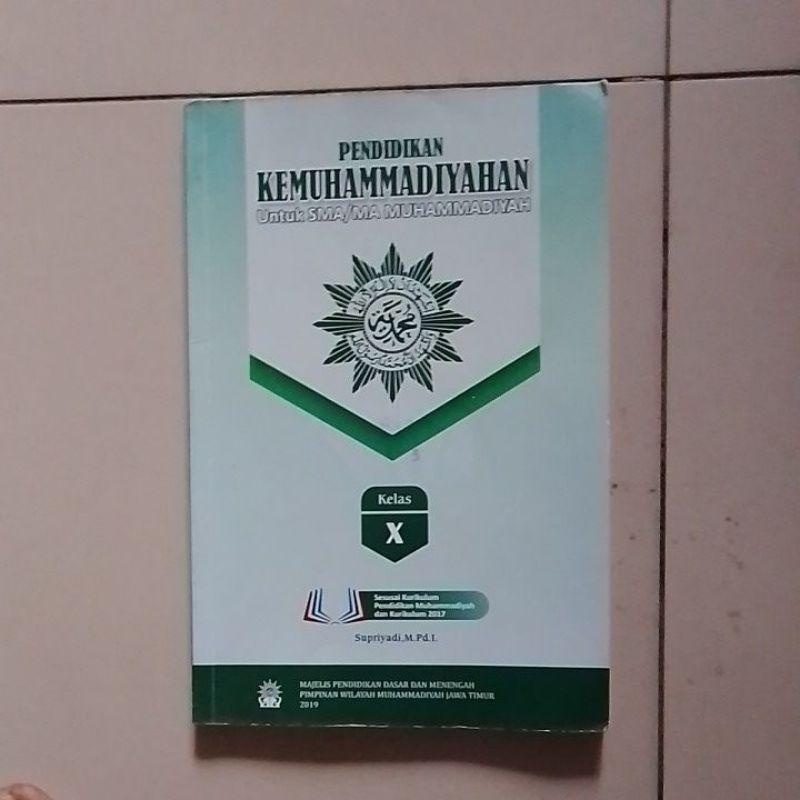 PENDIDIKAN
KEMUHAMMADIYAHAN
Untuk SMA/MA MUHAMMADIYAH
محمدية
Kelas
X
Sesuai Kurikulum
Pendidikan Muhammadiyah
dan Kurikulum 2017
Supriyadi, M.Pd.I.
MAJELIS PENDIDIKAN DASAR DAN MENENGAH
PIMPINAN WILAYAH MUHAMMADIYAH JAWA TIMUR
2019